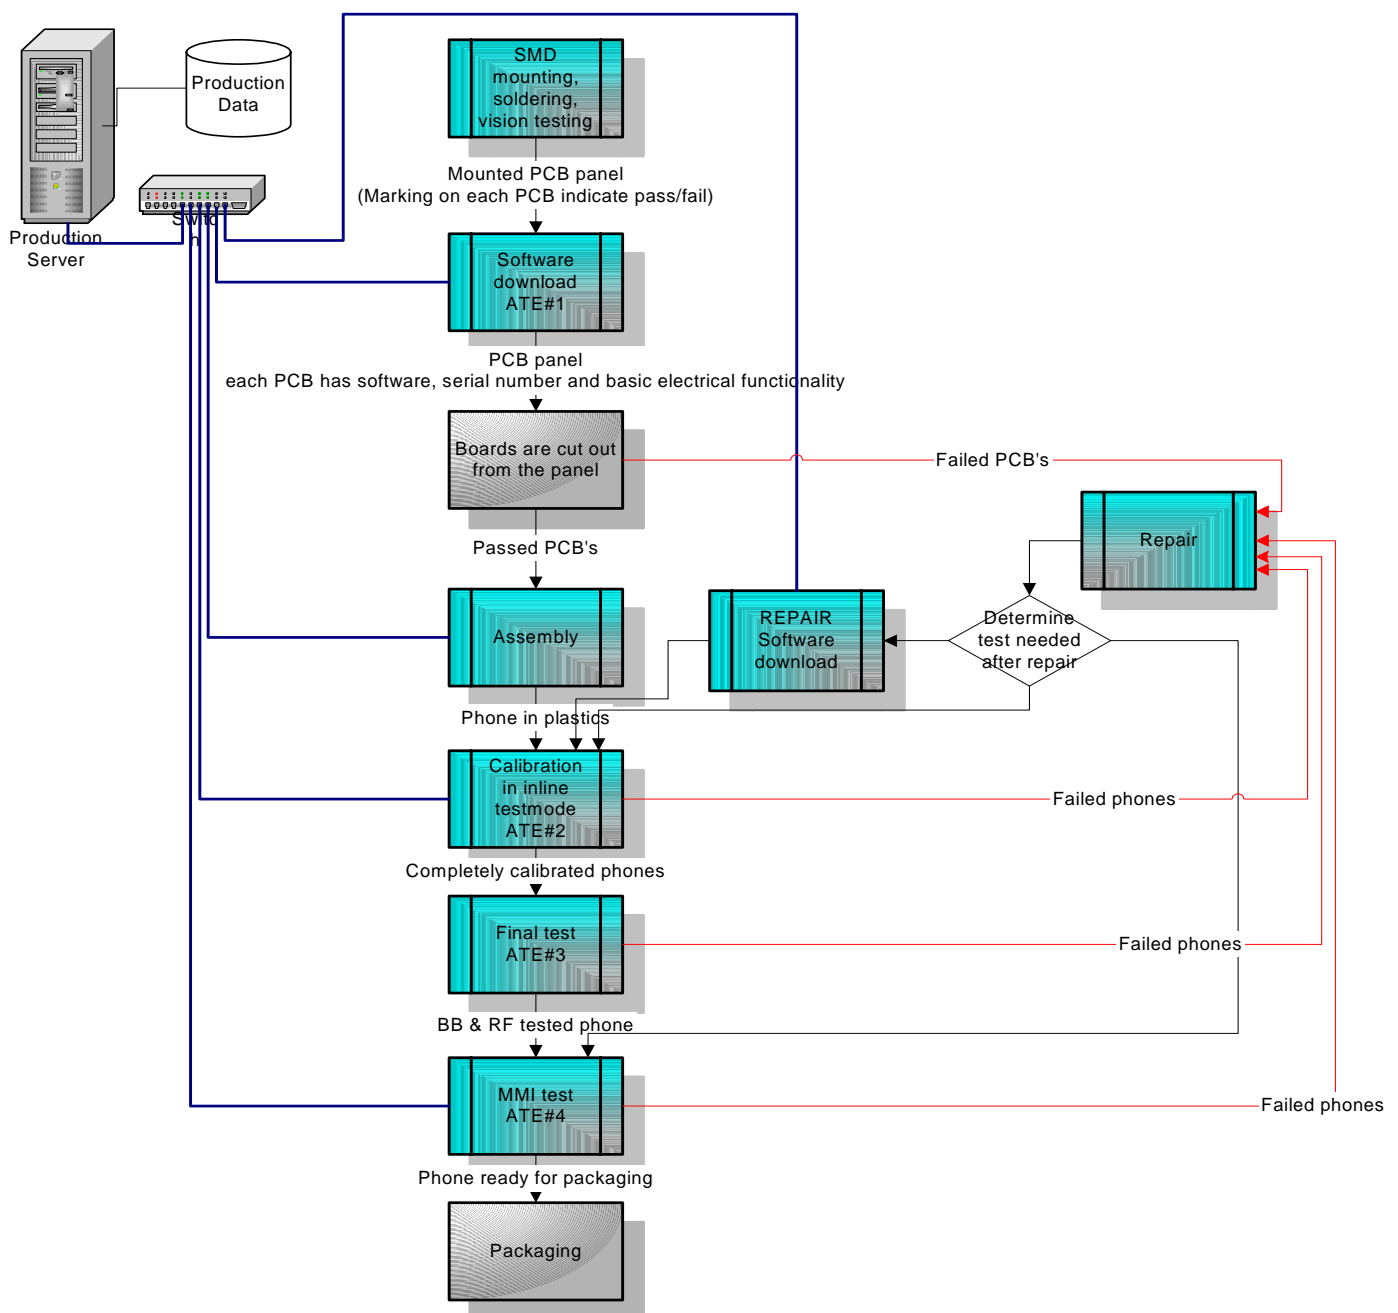 Production
Data
Production
Server
Switc
h
SMD
mounting,
soldering,
vision testing
Mounted PCB panel
(Marking on each PCB indicate pass/fail)
Software
download
ATE#1
PCB panel
each PCB has software, serial number and basic electrical functionality
Boards are cut out
from the panel
Failed PCB's
Passed PCB's
Repair
Assembly
REPAIR
Software
download
Determine
test needed
after repair
Phone in plastics
Calibration
in inline
testmode
ATE#2
Failed phones
Completely calibrated phones
Final test
ATE#3
Failed phones
BB & RF tested phone
MMI test
ATE#4
Failed phones
Phone ready for packaging
Packaging